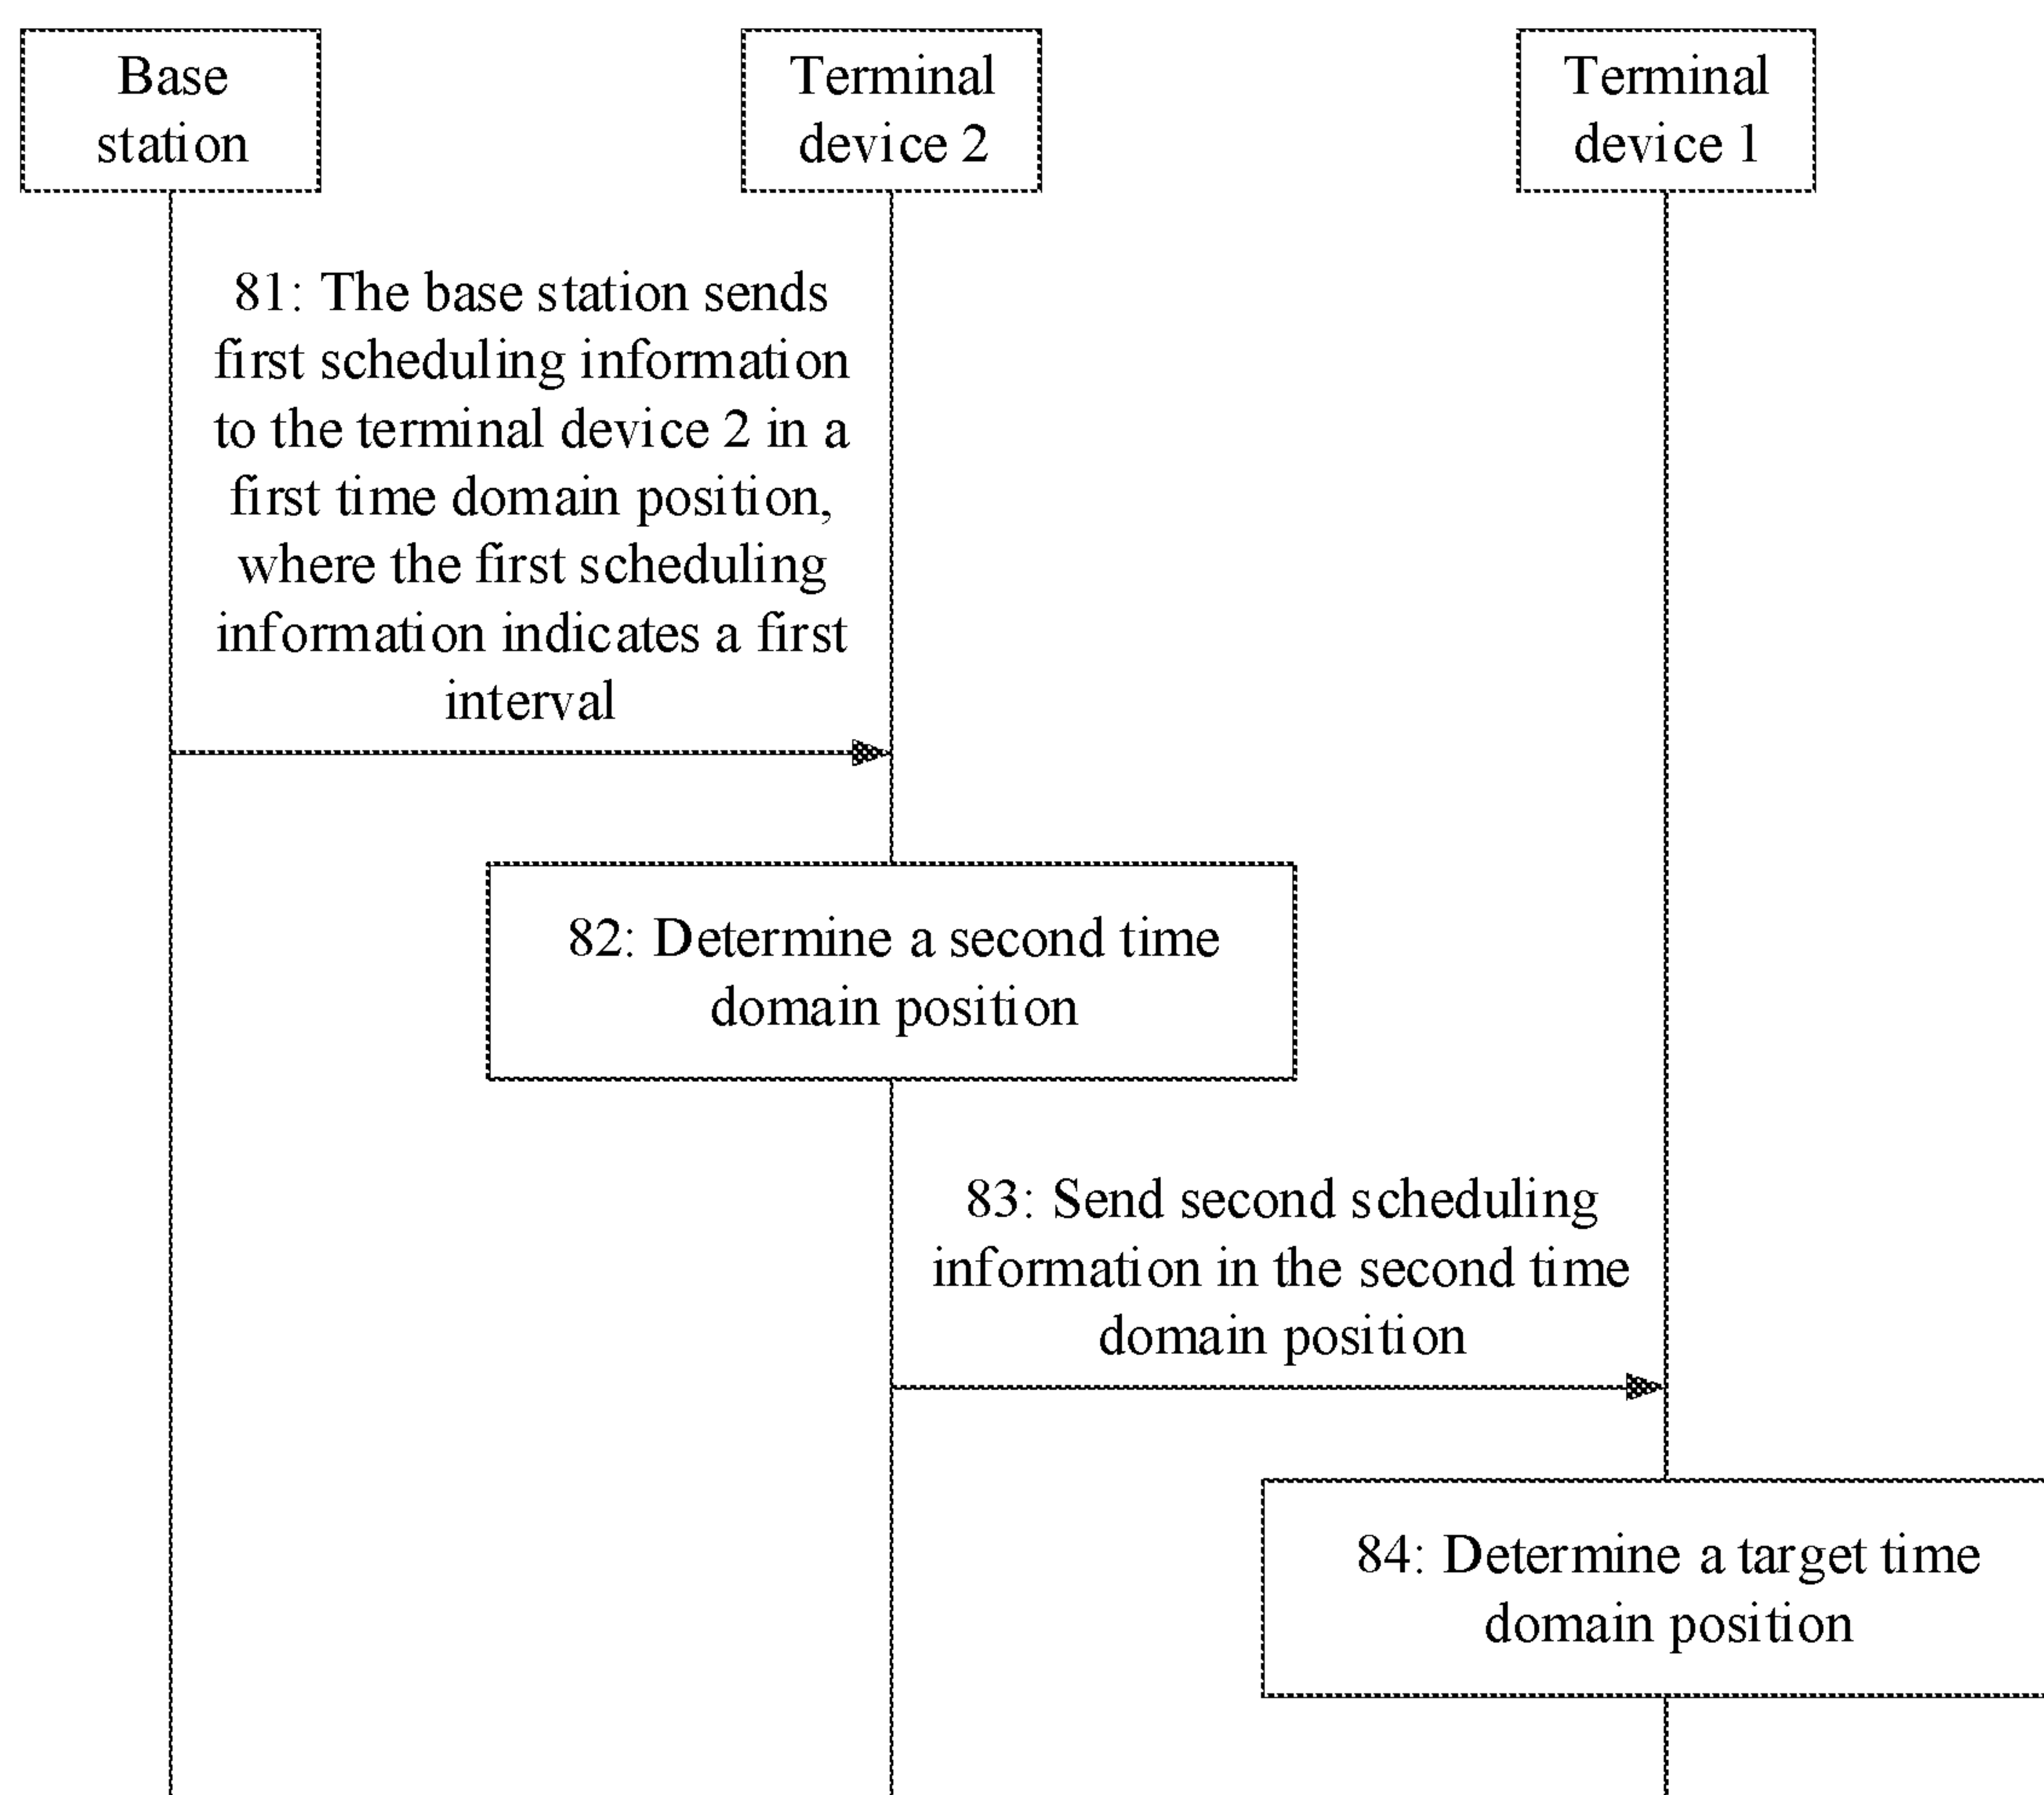 Base
station
Terminal
device 2
Terminal
device 1
81: The base station sends
first scheduling information
to the terminal device 2 in a
first time domain position,
where the first scheduling
information indicates a first
interval
82: Determine a second time
domain position
83: Send second scheduling
information in the second time
domain position
84: Determine a target time
domain position